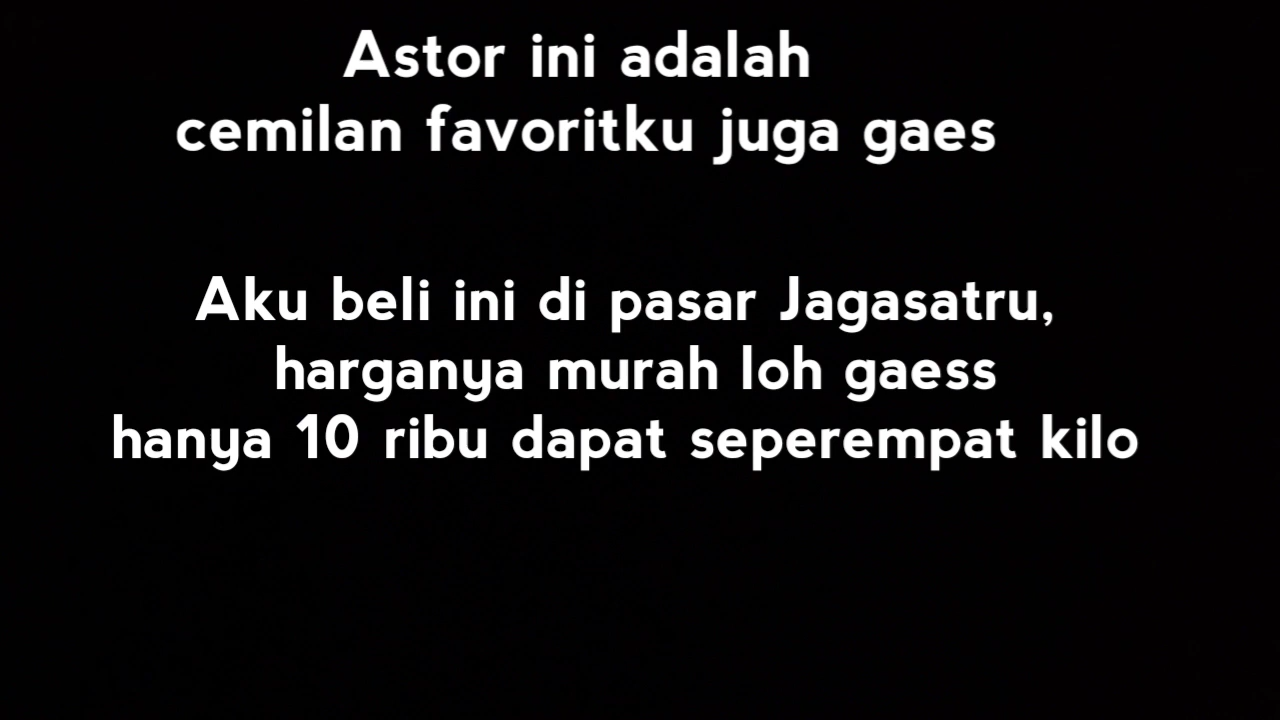 Astor ini adalah
cemilan favoritku juga gaes
Aku beli ini di pasar Jagasatru,
harganya murah loh gaess
hanya 10 ribu dapat seperempat kilo